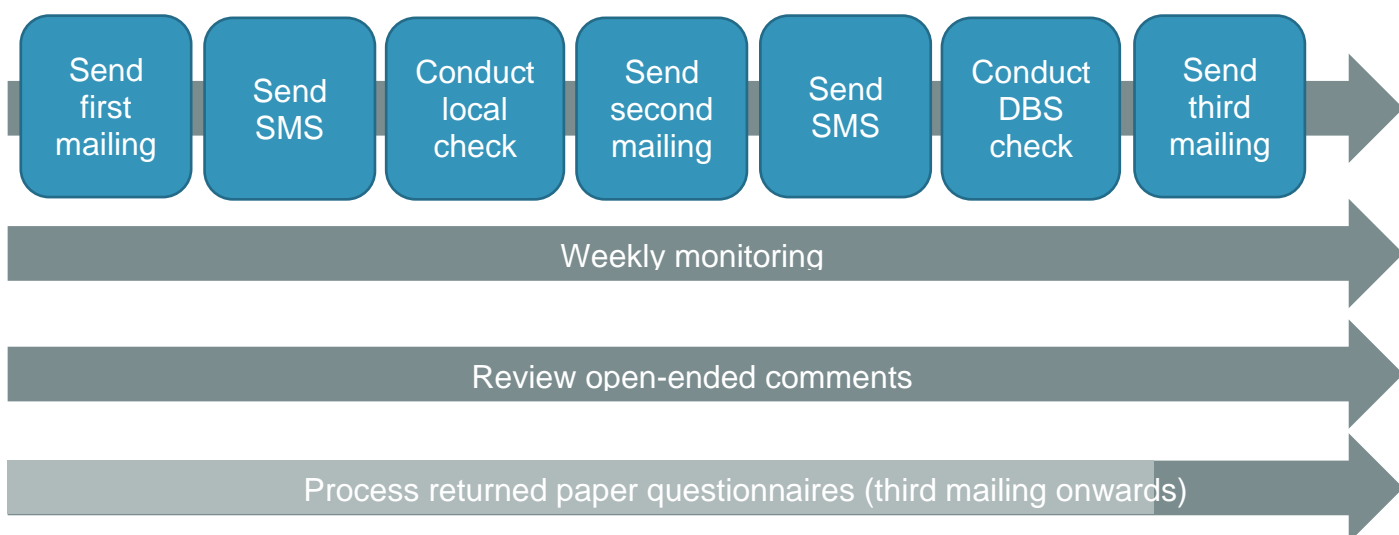 Send
first
mailing
Send
SMS
Conduct
local
check
Send
second
mailing
Send
SMS
Conduct
DBS
check
Send
third
mailing
Weekly monitoring
Review open-ended comments
Process returned paper questionnaires (third mailing onwards)